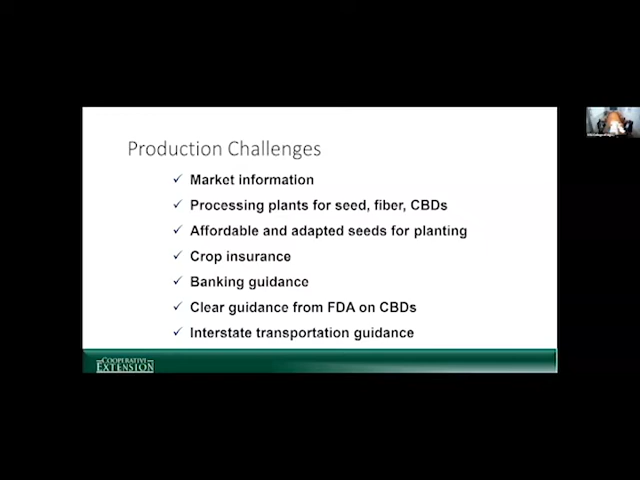 Production Challenges
✓ Market information
✓ Processing plants for seed, fiber, CBDs
✓ Affordable and adapted seeds for planting
✓ Crop insurance
✓ Banking guidance
✓ Clear guidance from FDA on CBDs
✓ Interstate transportation guidance
COOPERATIVE
EXTENSION